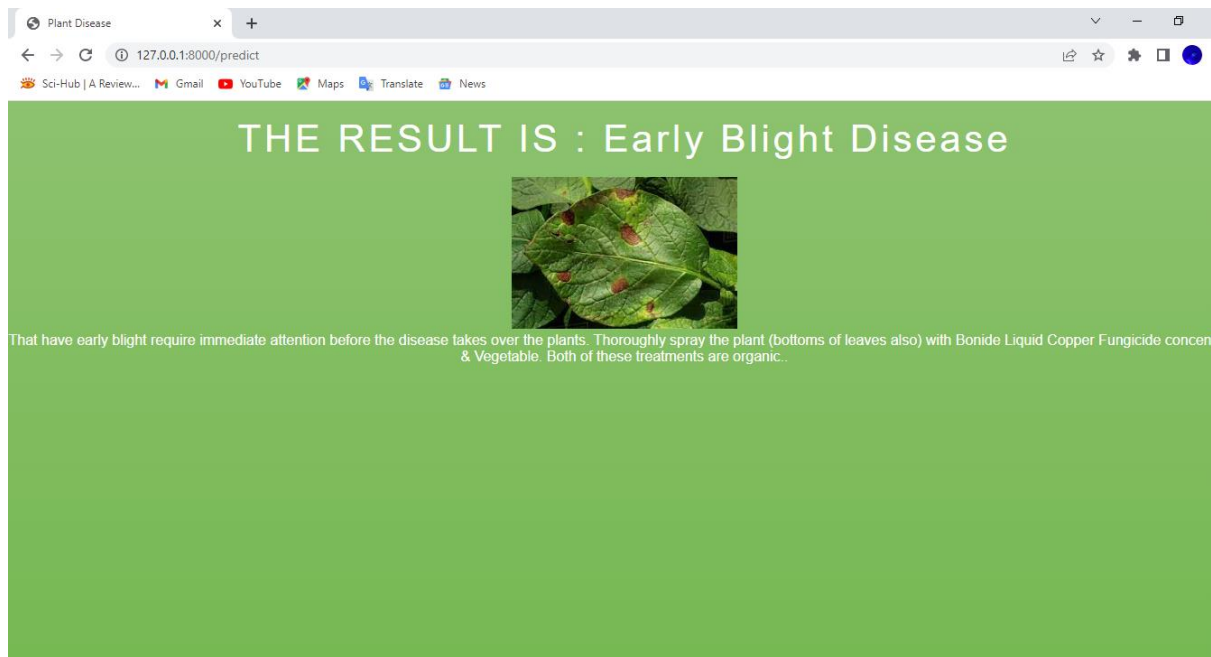 Plant Disease
127.0.0.1:8000/predict
Sci-Hub | A Review... Gmail YouTube Maps Translate News
THE RESULT IS : Early Blight Disease
That have early blight require immediate attention before the disease takes over the plants. Thoroughly spray the plant (bottoms of leaves also) with Bonide Liquid Copper Fungicide concen
& Vegetable. Both of these treatments are organic..